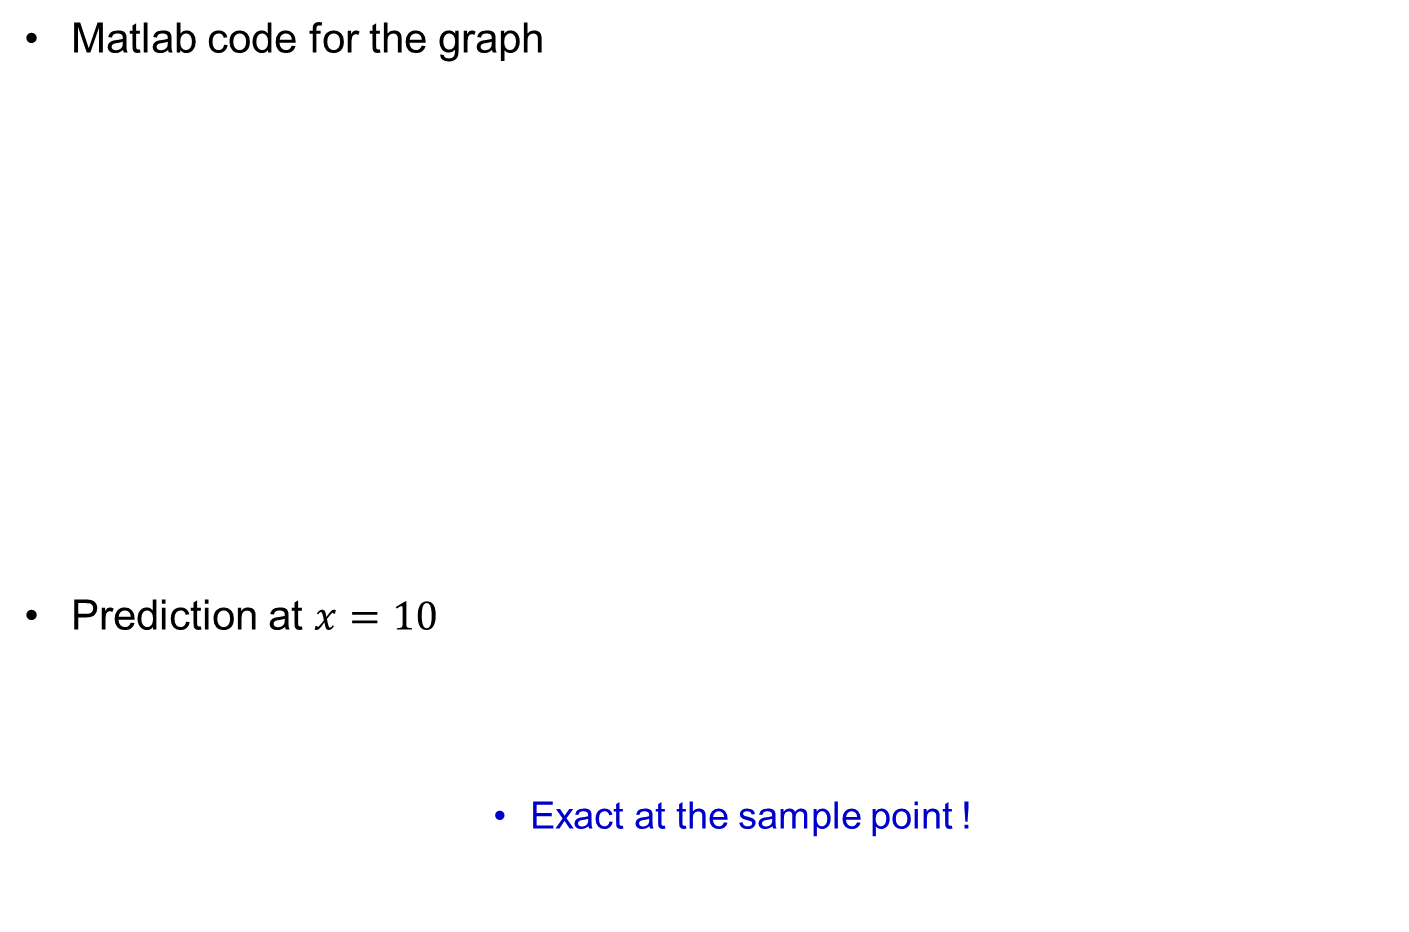 • Matlab code for the graph
• Prediction at 𝑥 = 10
• Exact at the sample point !